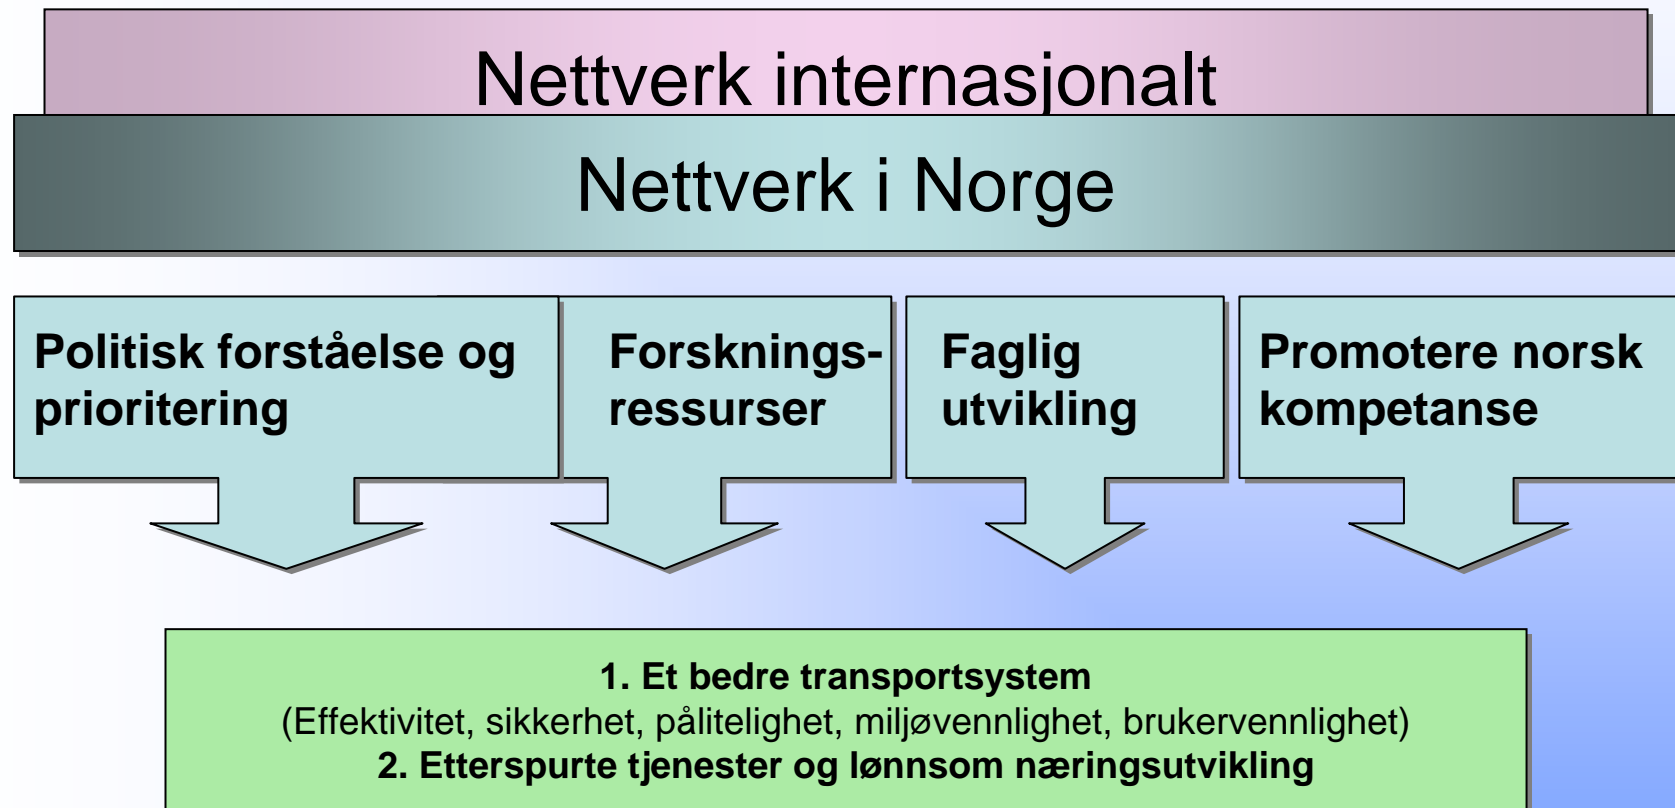 Nettverk internasjonalt
Nettverk i Norge
Politisk forståelse og
prioritering
Forsknings-
ressurser
Faglig
utvikling
Promotere norsk
kompetanse
1. Et bedre transportsystem
(Effektivitet, sikkerhet, pålitelighet, miljøvennlighet, brukervennlighet)
2. Etterspurte tjenester og lønnsom næringsutvikling